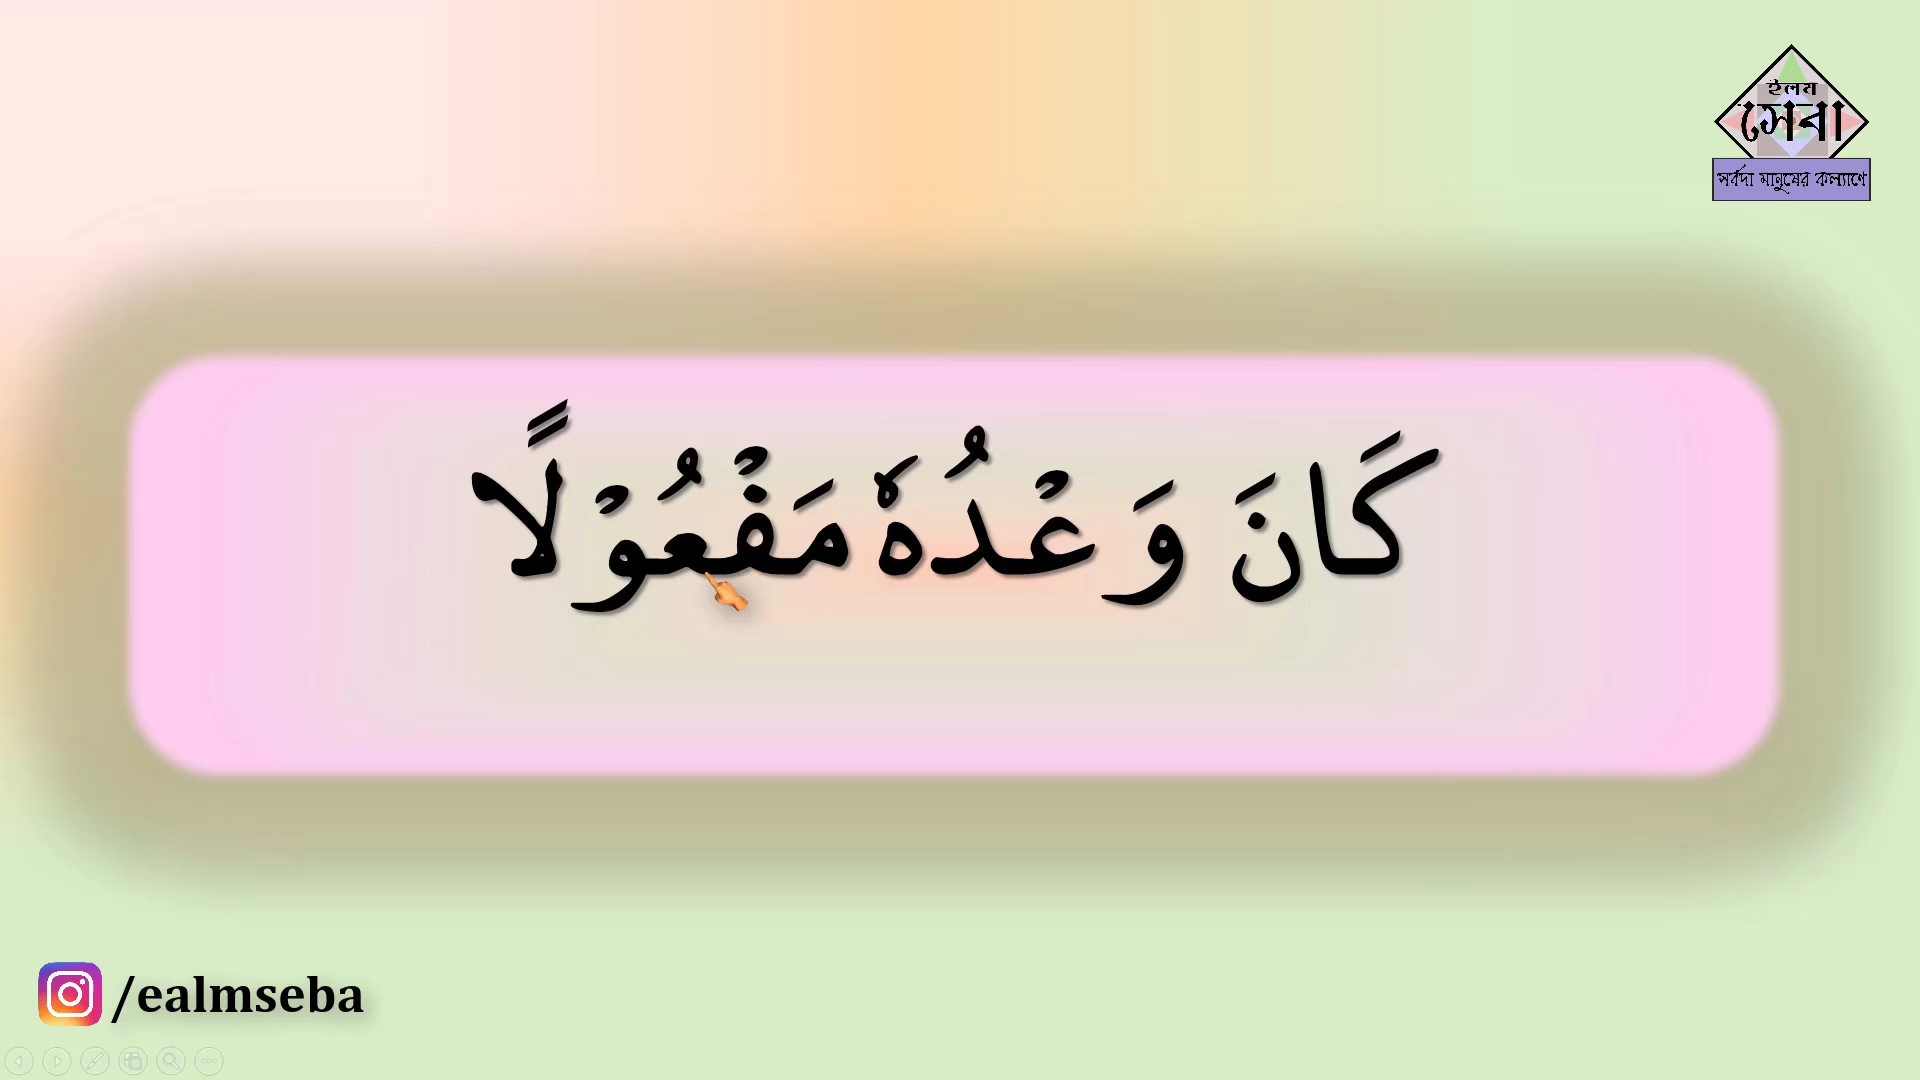 ইলম
সেবা
সর্বদা মানুষের কল্যাণে
كَانَ وَعْدُهٗ مَفْعُوْلًا
/ealmseba